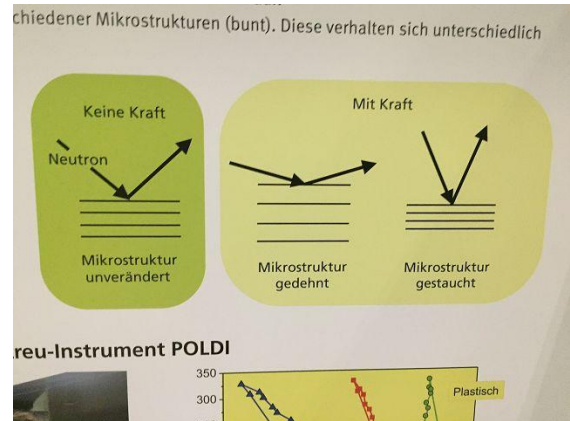 chiedener Mikrostrukturen (bunt). Diese verhalten sich unterschiedlich
Keine Kraft
Mit Kraft
Neutron
Mikrostruktur
unverändert
Mikrostruktur
gedehnt
Mikrostruktur
gestaucht
reu-Instrument POLDI
350
300
Plastisch